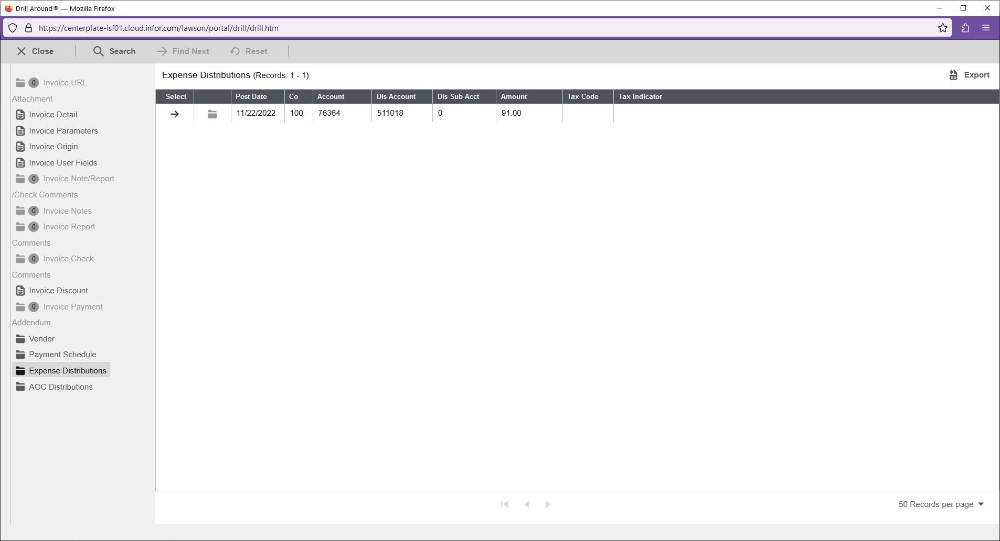 Drill Around® — Mozilla Firefox
https://centerplate-lsf01.cloud.infor.com/lawson/portal/drill/drill.htm
Close Search Find Next Reset
0 Invoice URL
Attachment
Invoice Detail
Invoice Parameters
Invoice Origin
Invoice User Fields
0 Invoice Note/Report
/Check Comments
0 Invoice Notes
0 Invoice Report
Comments
0 Invoice Check
Comments
Invoice Discount
0 Invoice Payment
Addendum
Vendor
Payment Schedule
Expense Distributions
AOC Distributions
Expense Distributions (Records: 1 - 1)
Export
Select Post Date Co Account Dis Account Dis Sub Acct Amount Tax Code Tax Indicator
11/22/2022 100 76364 511018 0 91.00
50 Records per page